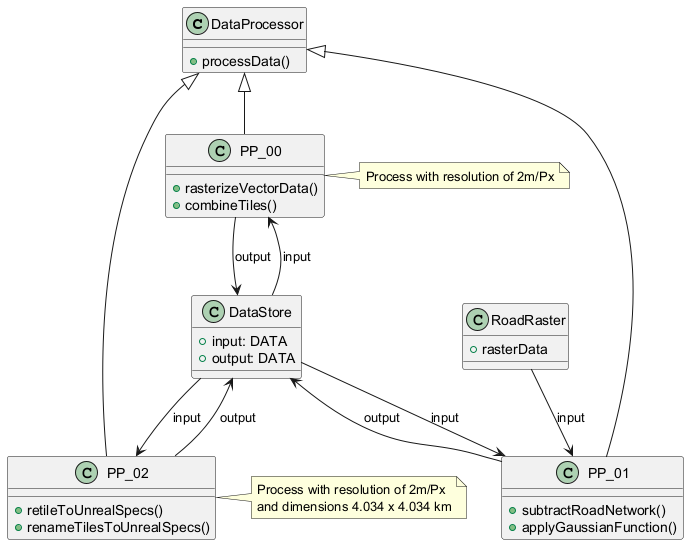 C DataProcessor
processData()
C PP_00
rasterizeVectorData()
combineTiles()
Process with resolution of 2m/Px
output
input
C DataStore
input: DATA
output: DATA
C RoadRaster
rasterData
input
output
output
input
input
C PP_02
retileToUnrealSpecs()
renameTilesToUnrealSpecs()
Process with resolution of 2m/Px
and dimensions 4.034 x 4.034 km
C PP_01
subtractRoadNetwork()
applyGaussianFunction()